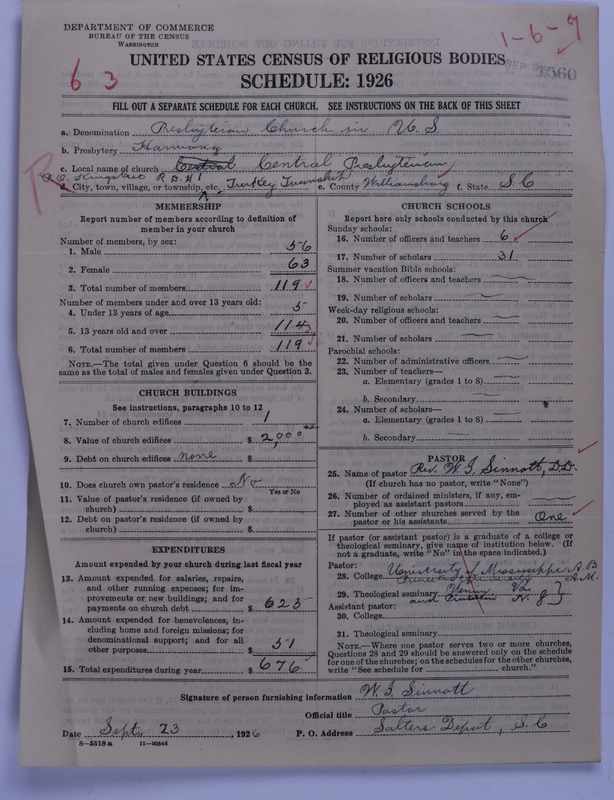 DEPARTMENT OF COMMERCE
BUREAU OF THE CENSUS
WASHINGTON
1-6-7
63
UNITED STATES CENSUS OF RELIGIOUS BODIES
SCHEDULE: 1926
FILL OUT A SEPARATE SCHEDULE FOR EACH CHURCH. SEE INSTRUCTIONS ON THE BACK OF THIS SHEET
a. Denomination Presbyterian Church in U. S.
b. Presbytery Harmony
c. Local name of church Central Central Presbyterian
P.O. Kingstree R.D. #1
d. City, town, village, or township, etc. Turkey Township e. County Williamsburg f. State S. C
MEMBERSHIP
Report number of members according to definition of
member in your church
Number of members, by sex:
1. Male 56
2. Female 63
3. Total number of members 119
Number of members under and over 13 years old:
4. Under 13 years of age 5
5. 13 years old and over 114
6. Total number of members 119
NOTE.—The total given under Question 6 should be the
same as the total of males and females given under Question 3.
CHURCH BUILDINGS
See instructions, paragraphs 10 to 12
7. Number of church edifices 1
8. Value of church edifices $ 2,000
9. Debt on church edifices none $
10. Does church own pastor's residence No
Yes or No
11. Value of pastor's residence (if owned by
church) $
12. Debt on pastor's residence (if owned by
church) $
EXPENDITURES
Amount expended by your church during last fiscal year
13. Amount expended for salaries, repairs,
and other running expenses; for im-
provements or new buildings; and for
payments on church debt $ 625
14. Amount expended for benevolences, in-
cluding home and foreign missions; for
denominational support; and for all
other purposes $ 51
15. Total expenditures during year $ 676
CHURCH SCHOOLS
Report here only schools conducted by this church
Sunday schools:
16. Number of officers and teachers 6
17. Number of scholars 31
Summer vacation Bible schools:
18. Number of officers and teachers
19. Number of scholars
Week-day religious schools:
20. Number of officers and teachers
21. Number of scholars
Parochial schools:
22. Number of administrative officers
23. Number of teachers—
a. Elementary (grades 1 to 8)
b. Secondary
24. Number of scholars—
a. Elementary (grades 1 to 8)
b. Secondary
PASTOR
25. Name of pastor Rev. W. I. Sinnott, D.D.
(If church has no pastor, write "None")
26. Number of ordained ministers, if any, em-
ployed as assistant pastors
27. Number of other churches served by the
pastor or his assistants One
If pastor (or assistant pastor) is a graduate of a college or
theological seminary, give name of institution below. (If
not a graduate, write "No" in the space indicated.)
Pastor:
28. College University of Mississippi A.B
A.M.
29. Theological seminary Union Va.
and Princeton N. J.
Assistant pastor:
30. College
31. Theological seminary
NOTE.—Where one pastor serves two or more churches,
Questions 28 and 29 should be answered only on the schedule
for one of the churches; on the schedules for the other churches,
write "See schedule for church."
Signature of person furnishing information W. I. Sinnott
Official title Pastor
Date Sept. 23, 1926 P. O. Address Salters Depot, S. C
8—5518a